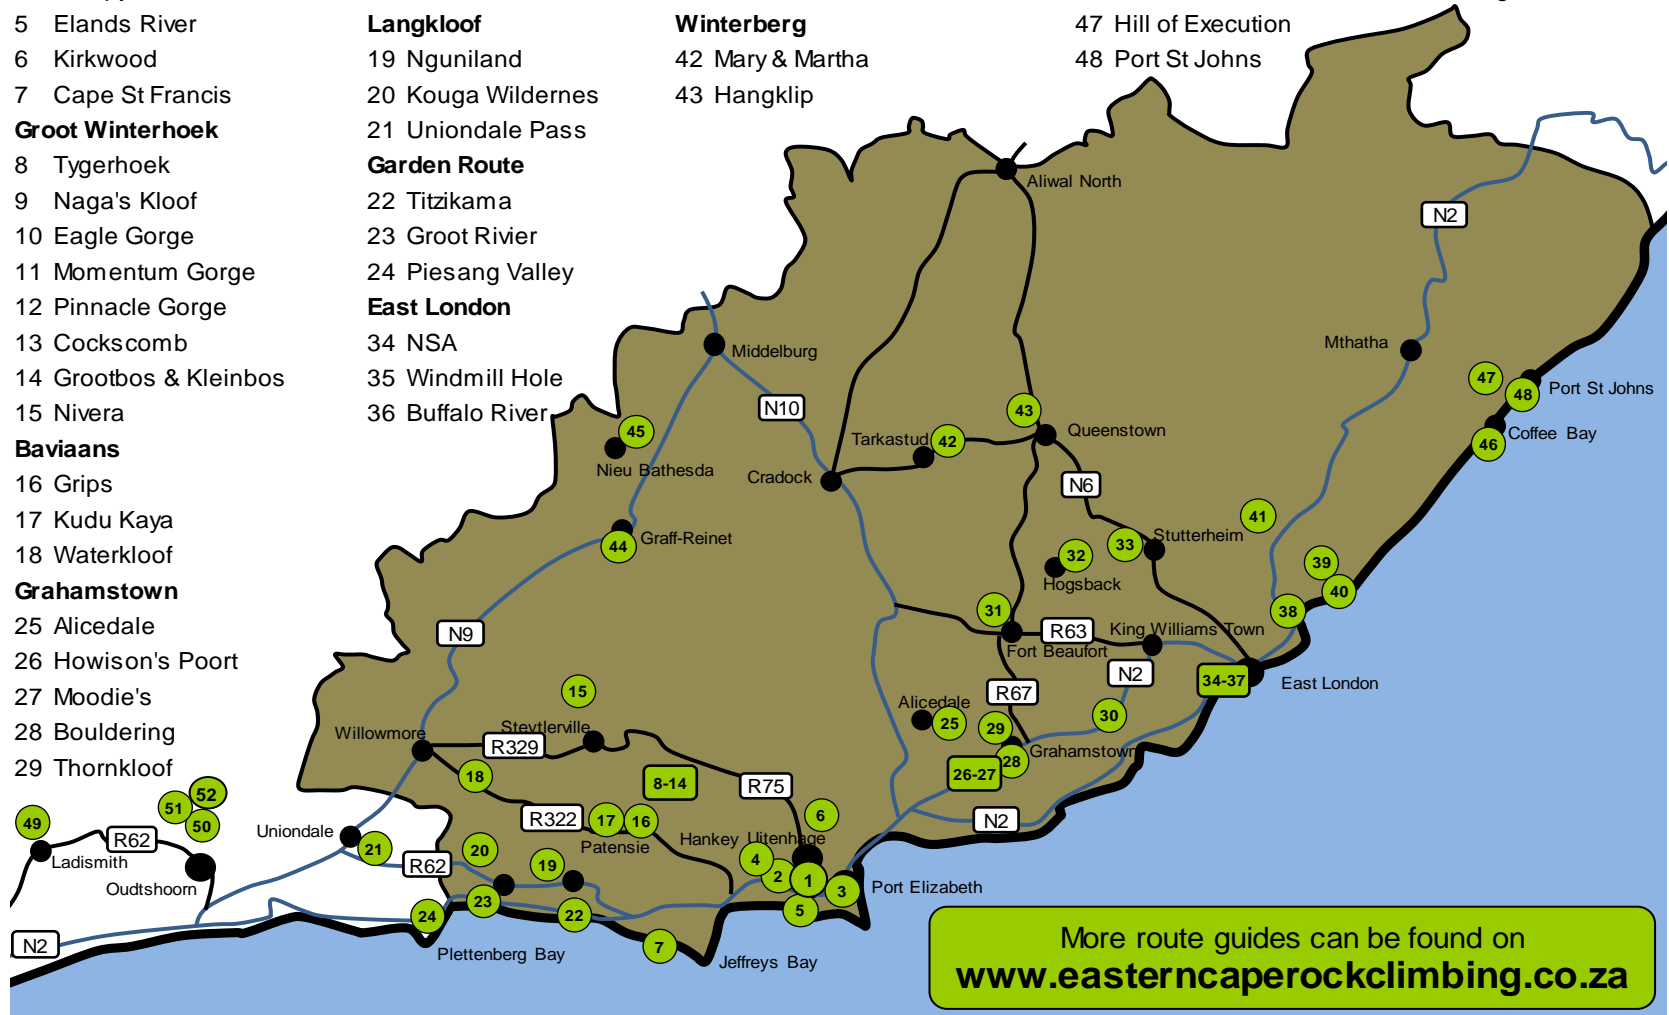 5 Elands River
6 Kirkwood
7 Cape St Francis
Groot Winterhoek
8 Tygerhoek
9 Naga's Kloof
10 Eagle Gorge
11 Momentum Gorge
12 Pinnacle Gorge
13 Cockscomb
14 Grootbos & Kleinbos
15 Nivera
Baviaans
16 Grips
17 Kudu Kaya
18 Waterkloof
Grahamstown
25 Alicedale
26 Howison's Poort
27 Moodie's
28 Bouldering
29 Thornkloof
Langkloof
19 Nguniland
20 Kouga Wildernes
21 Uniondale Pass
Garden Route
22 Titzikama
23 Groot Rivier
24 Piesang Valley
East London
34 NSA
35 Windmill Hole
36 Buffalo River
Winterberg
42 Mary & Martha
43 Hangklip
47 Hill of Execution
48 Port St Johns
Aliwal North
N2
Middelburg
Mthatha
N10
47
48
Port St Johns
43
45
Tarkastud
42
Queenstown
46
Coffee Bay
Nieu Bathesda
Cradock
N6
41
44
Graff-Reinet
33
Stutterheim
32
Hogsback
39
40
38
31
N9
R63
King Williams Town
Fort Beaufort
N2
34-37
East London
15
R67
Alicedale
25
29
30
Willowmore
Steytlerville
R329
Grahamstown
28
26-27
18
8-14
R75
52
51
50
49
R62
Ladismith
Oudtshoorn
Uniondale
21
R62
20
R322
17
16
Patensie
Hankey
Uitenhage
6
N2
4
2
1
3
5
Port Elizabeth
19
23
24
22
7
N2
Plettenberg Bay
Jeffreys Bay
More route guides can be found on
www.easterncaperockclimbing.co.za